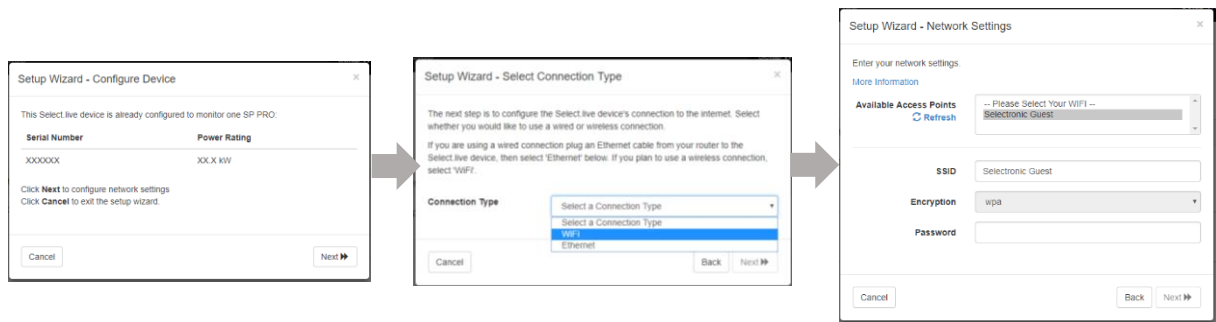 Setup Wizard - Configure Device
×
This Select.live device is already configured to monitor one SP PRO:
Serial Number Power Rating
XXXXXX XX.X kW
Click Next to configure network settings
Click Cancel to exit the setup wizard.
Cancel Next
Setup Wizard - Select Connection Type
×
The next step is to configure the Select.live device's connection to the internet. Select
whether you would like to use a wired or wireless connection.
If you are using a wired connection plug an Ethernet cable from your router to the
Select.live device, then select 'Ethernet' below. If you plan to use a wireless connection,
select 'WiFi'.
Connection Type Select a Connection Type
Select a Connection Type
WiFi
Ethernet
Cancel Back Next
Setup Wizard - Network Settings
×
Enter your network settings.
More Information
Available Access Points -- Please Select Your WIFI --
Refresh Selectronic Guest
SSID Selectronic Guest
Encryption wpa
Password
Cancel Back Next